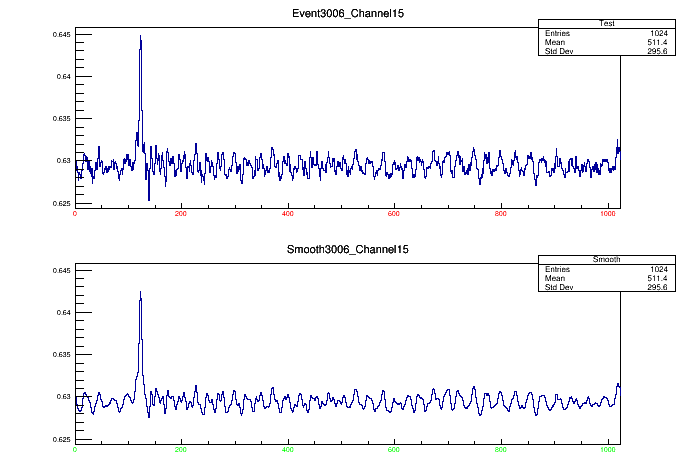 Event3006_Channel15
Test
Entries 1024
Mean 511.4
Std Dev 295.6
0.645
0.64
0.635
0.63
0.625
0 200 400 600 800 1000
Smooth3006_Channel15
Smooth
Entries 1024
Mean 511.4
Std Dev 295.6
0.645
0.64
0.635
0.63
0.625
0 200 400 600 800 1000